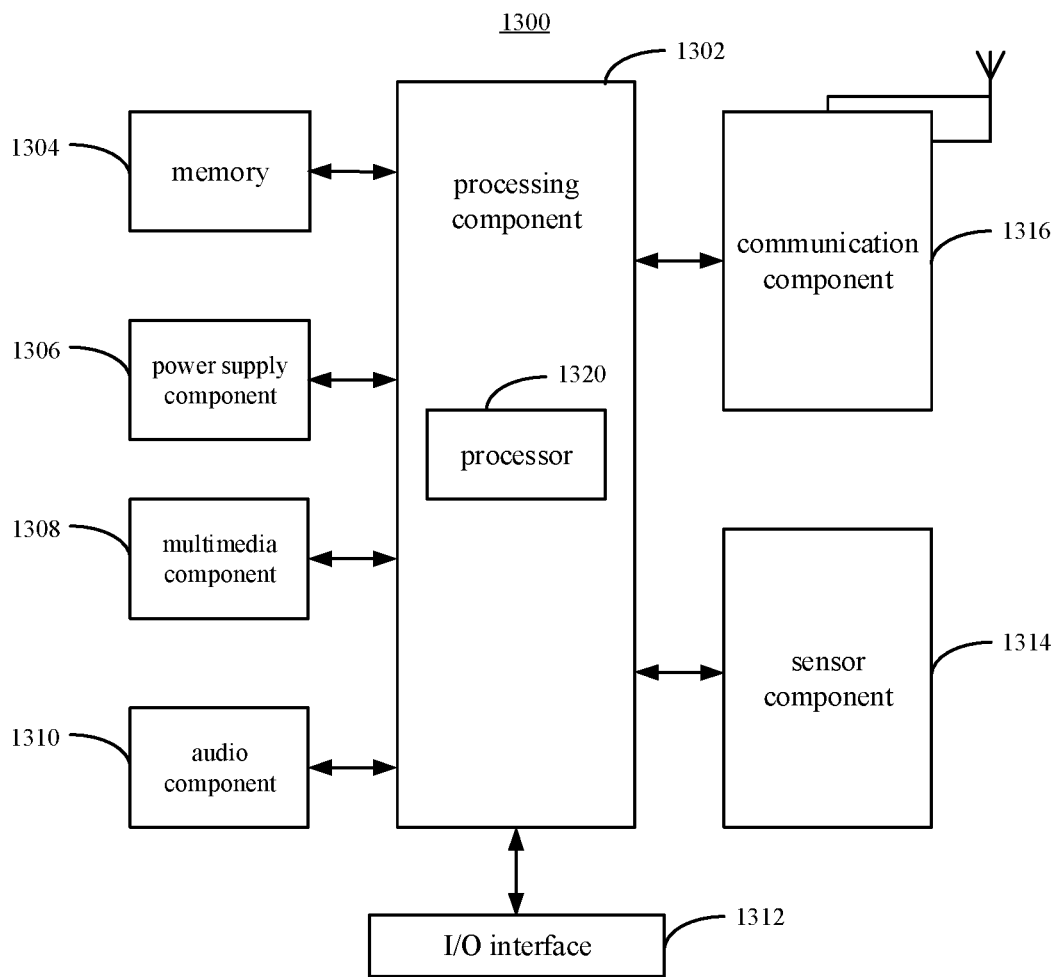 1300
1302
1304
memory
processing
component
communication
component
1316
1306
power supply
component
1320
processor
1308
multimedia
component
1314
sensor
component
1310
audio
component
1312
I/O interface